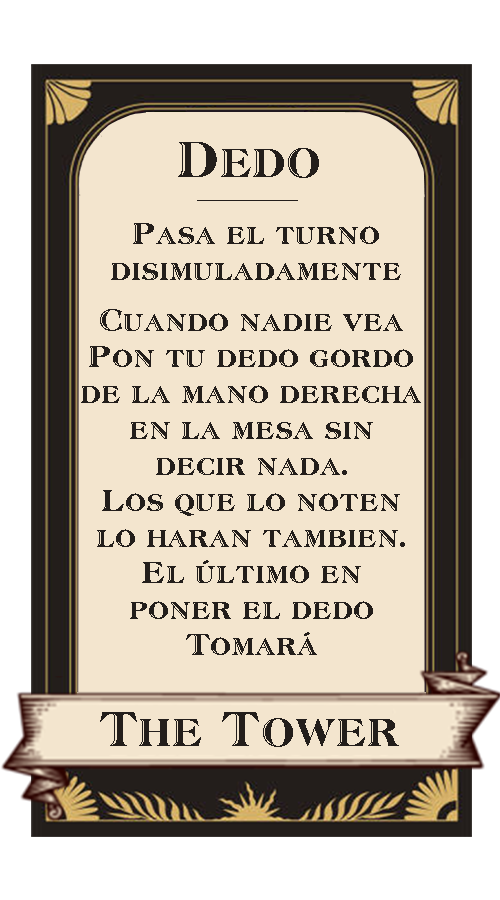 Dedo
Pasa el turno
disimuladamente
Cuando nadie vea
Pon tu dedo gordo
de la mano derecha
en la mesa sin
decir nada.
Los que lo noten
lo haran tambien.
El último en
poner el dedo
Tomará
The Tower